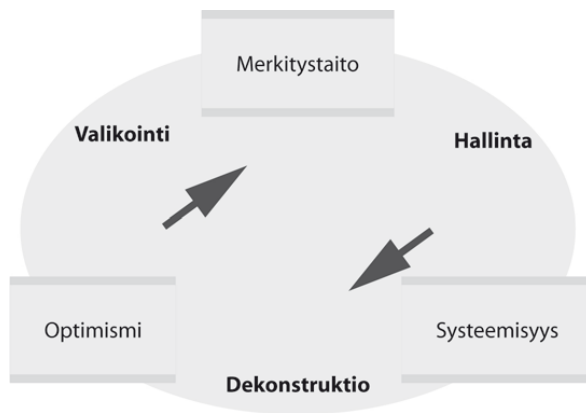 Merkitystaito
Valikointi
Hallinta
Optimismi
Systeemisyys
Dekonstruktio